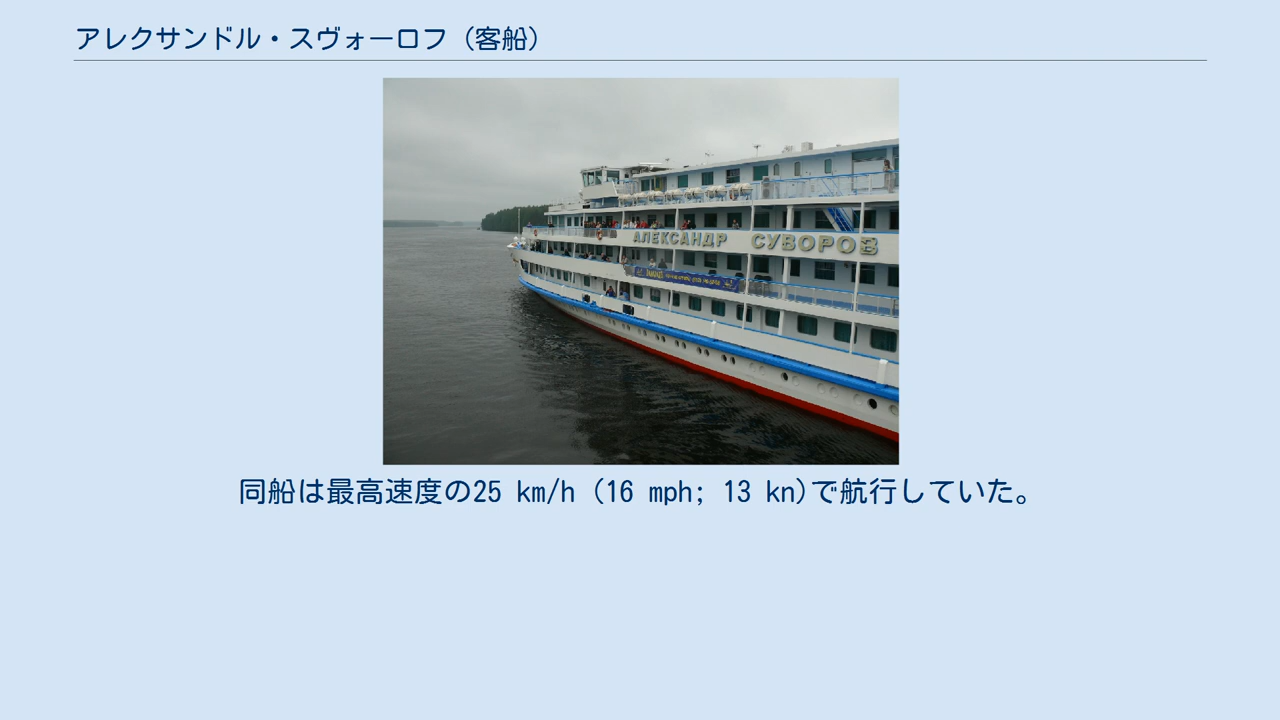 アレクサンドル・スヴォーロフ（客船）
АЛЕКСАНДР СУВОРОВ
同船は最高速度の25 km/h (16 mph; 13 kn)で航行していた。